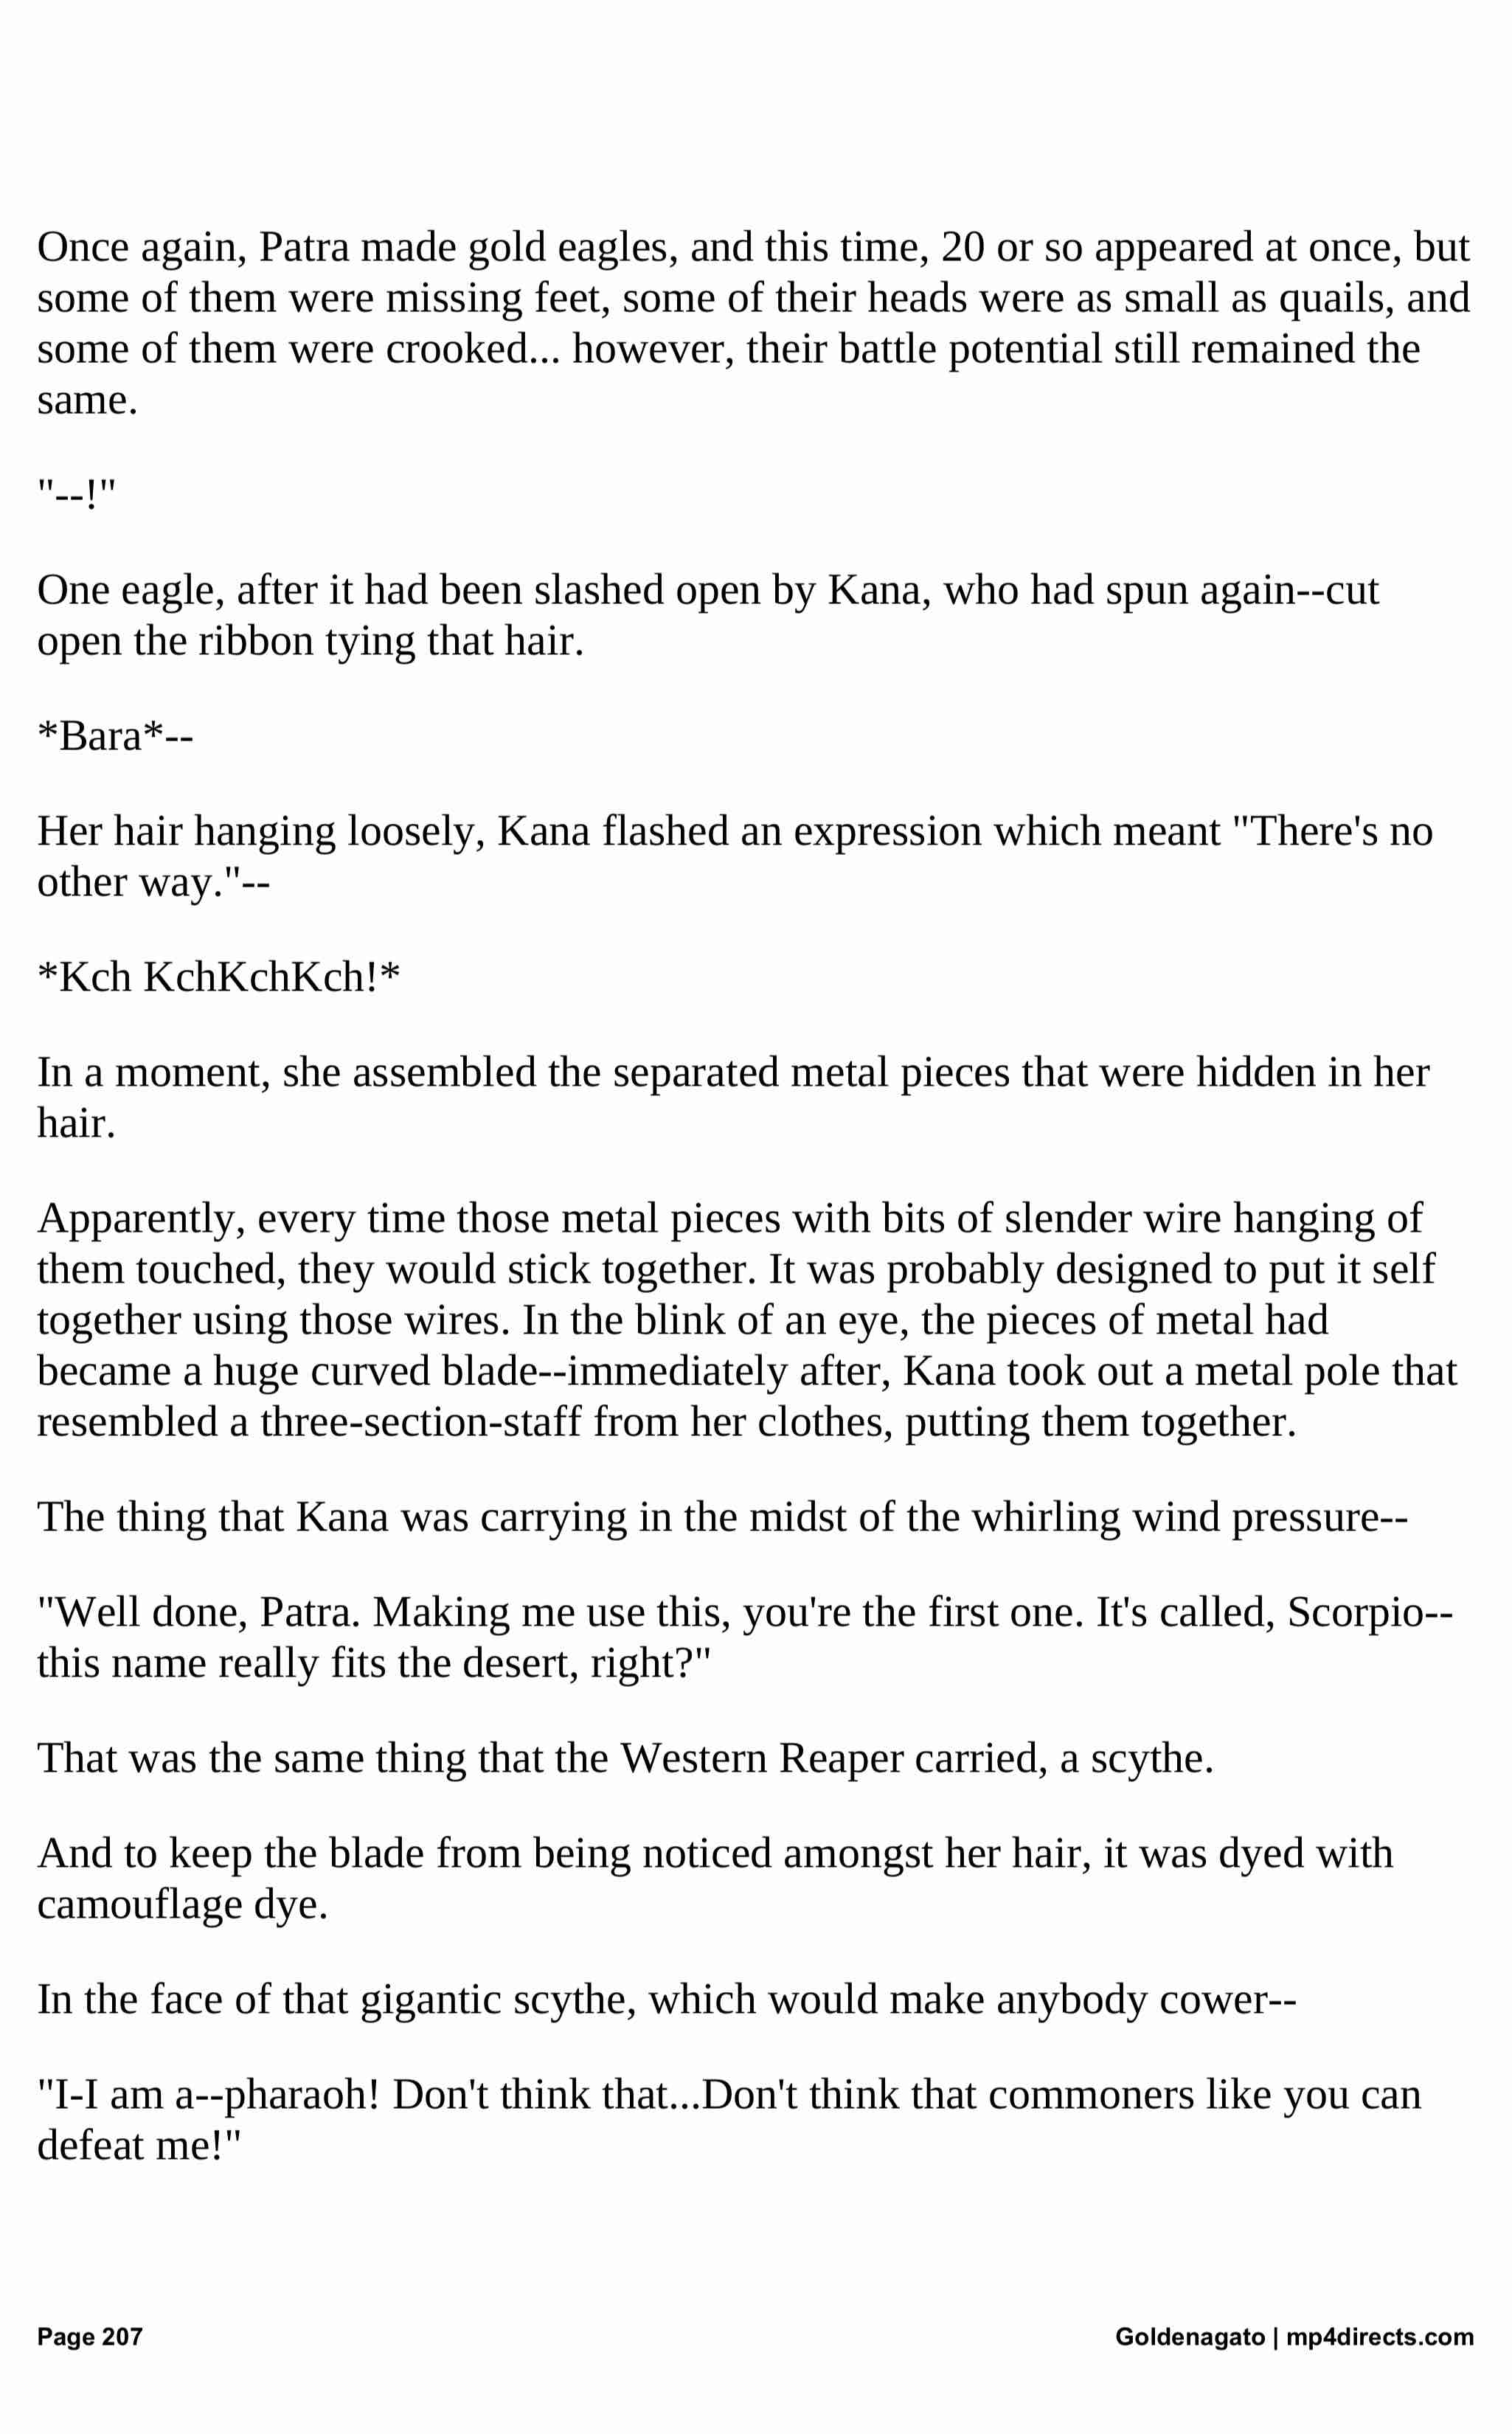 Once again, Patra made gold eagles, and this time, 20 or so appeared at once, but
some of them were missing feet, some of their heads were as small as quails, and
some of them were crooked... however, their battle potential still remained the
same.
"--!"
One eagle, after it had been slashed open by Kana, who had spun again--cut
open the ribbon tying that hair.
*Bara*--
Her hair hanging loosely, Kana flashed an expression which meant "There's no
other way."--
*Kch KchKchKch!*
In a moment, she assembled the separated metal pieces that were hidden in her
hair.
Apparently, every time those metal pieces with bits of slender wire hanging of
them touched, they would stick together. It was probably designed to put it self
together using those wires. In the blink of an eye, the pieces of metal had
became a huge curved blade--immediately after, Kana took out a metal pole that
resembled a three-section-staff from her clothes, putting them together.
The thing that Kana was carrying in the midst of the whirling wind pressure--
"Well done, Patra. Making me use this, you're the first one. It's called, Scorpio--
this name really fits the desert, right?"
That was the same thing that the Western Reaper carried, a scythe.
And to keep the blade from being noticed amongst her hair, it was dyed with
camouflage dye.
In the face of that gigantic scythe, which would make anybody cower--
"I-I am a--pharaoh! Don't think that...Don't think that commoners like you can
defeat me!"
Page 207
Goldenagato | mp4directs.com